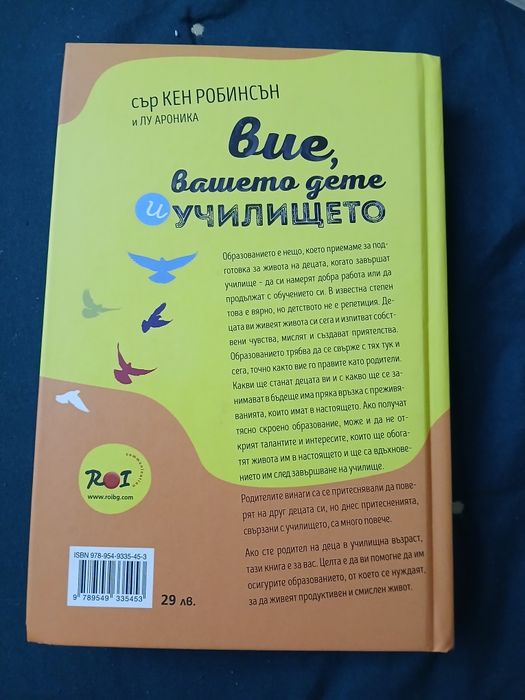 сър КЕН РОБИНСЪН
и ЛУ АРОНИКА
Вие,
вашето дете
и УЧИЛИЩЕТО
Образованието е нещо, което приемаме за под-
готовка за живота на децата, когато завършат
училище – да си намерят добра работа или да
продължат с обучението си. В известна степен
това е вярно, но детството не е репетиция. Де-
цата ви живеят живота си сега и изпитват собст-
вени чувства, мислят и създават приятелства.
Образованието трябва да се свърже с тях тук и
сега, точно както вие го правите като родители.
Какви ще станат децата ви и с какво ще се за-
нимават в бъдеще има пряка връзка с преживя-
ванията, които имат в настоящето. Ако получат
тясно скроено образование, може и да не от-
крият талантите и интересите, които ще обога-
тят живота им в настоящето и ще са вдъхнове-
нието им след завършване на училище.
Родителите винаги са се притеснявали да пове-
рят на друг децата си, но днес притесненията,
свързани с училището, са много повече.
Ако сте родител на деца в училищна възраст,
тази книга е за вас. Целта е да ви помогне да им
осигурите образованието, от което се нуждаят,
за да живеят продуктивен и смислен живот.
ROI
communication
www.roibg.com
ISBN 978-954-9335-45-3
9 789549 335453
29 лв.